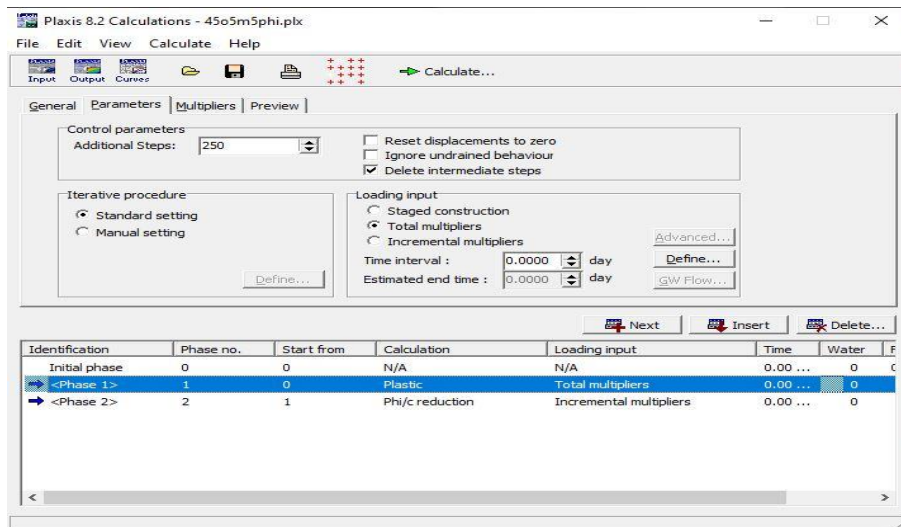 Plaxis 8.2 Calculations - 45o5m5phi.plx
File Edit View Calculate Help
Input Output Curves Calculate...
General Parameters Multipliers Preview
Control parameters
Additional Steps: 250
Reset displacements to zero
Ignore undrained behaviour
Delete intermediate steps
Iterative procedure
Standard setting
Manual setting
Define...
Loading input
Staged construction
Total multipliers
Incremental multipliers
Advanced...
Time interval : 0.0000 day Define...
Estimated end time : 0.0000 day GW Flow...
Next Insert Delete...
Identification Phase no. Start from Calculation Loading input Time Water F
Initial phase 0 0 N/A N/A 0.00 ... 0 0
<Phase 1> 1 0 Plastic Total multipliers 0.00 ... 0
<Phase 2> 2 1 Phi/c reduction Incremental multipliers 0.00 ... 0